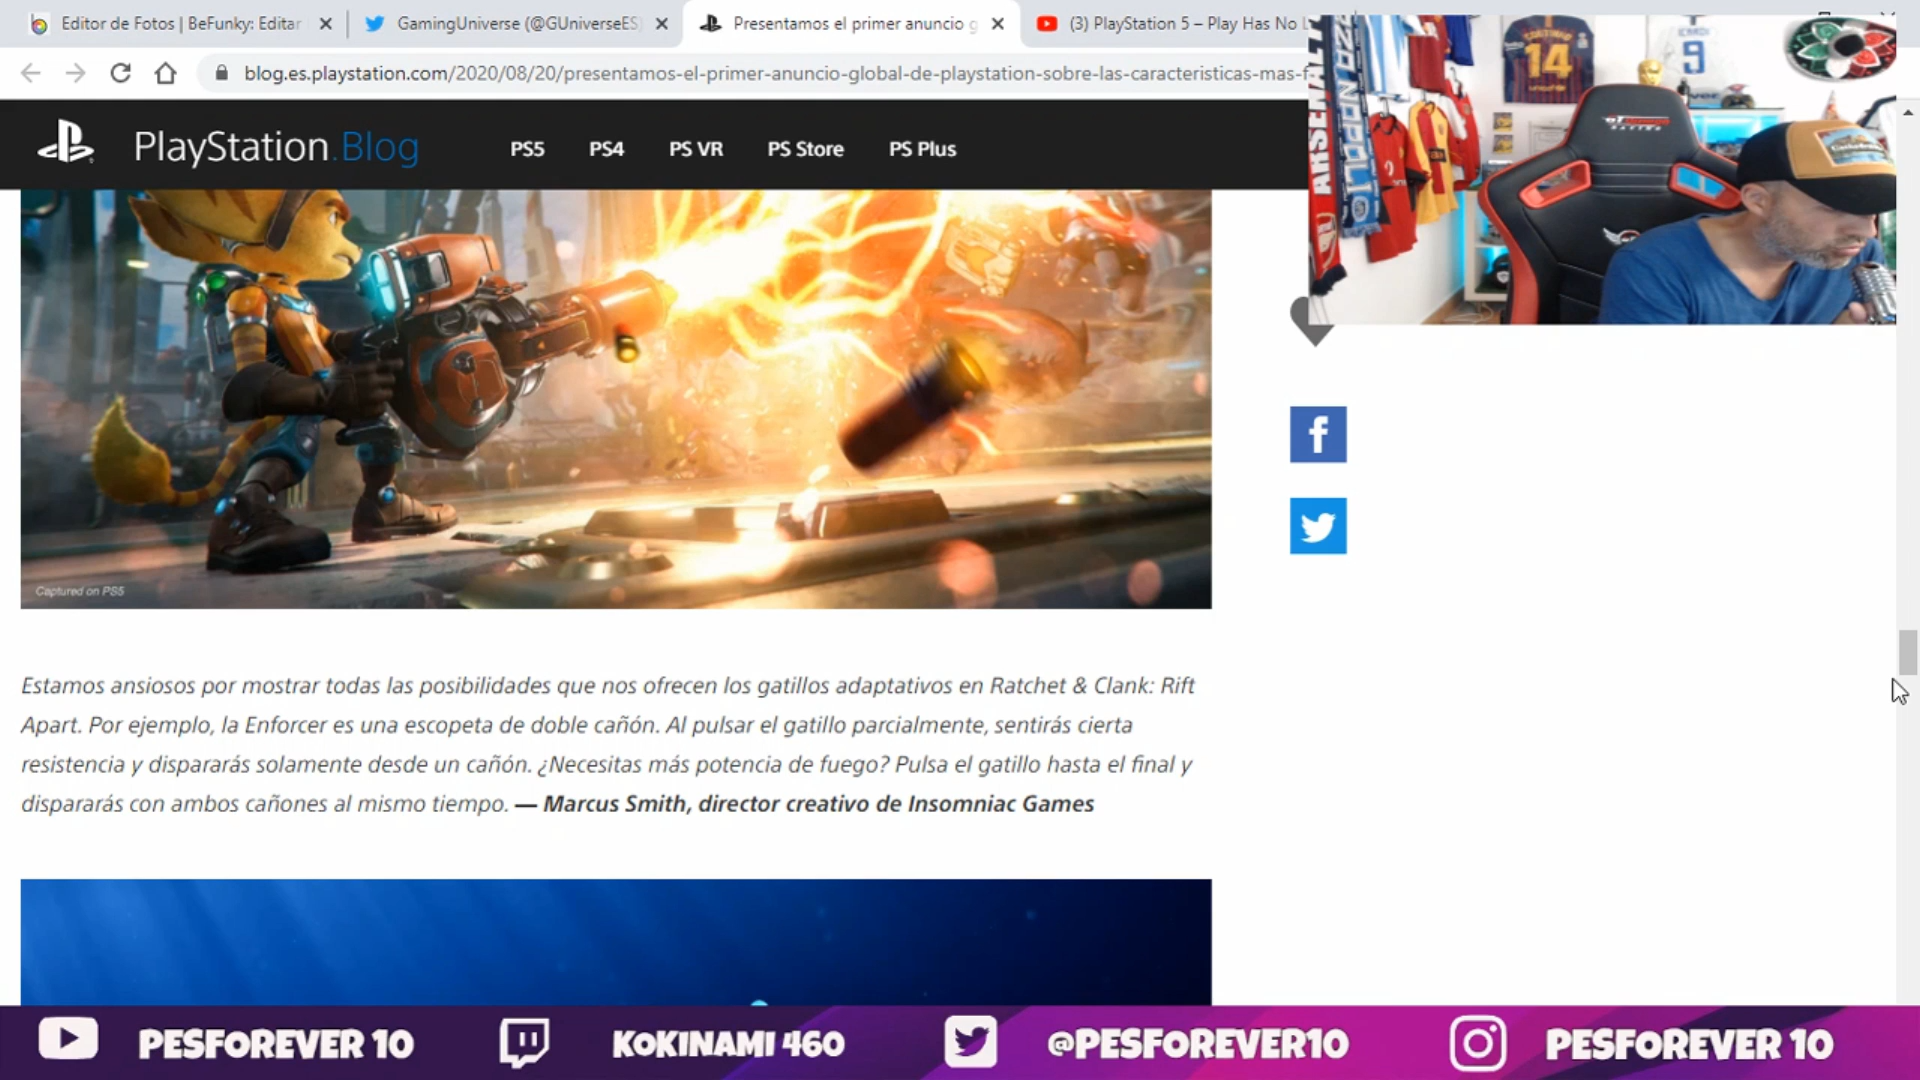 Editor de Fotos | BeFunky: Editar
GamingUniverse (@GUniverseES)
Presentamos el primer anuncio g
(3) PlayStation 5 – Play Has No L
blog.es.playstation.com/2020/08/20/presentamos-el-primer-anuncio-global-de-playstation-sobre-las-caracteristicas-mas-f
PlayStation.Blog
PS5
PS4
PS VR
PS Store
PS Plus
ARSENAL
NAPOLI
COUTINHO
14
unicef
9
Captured on PS5
Estamos ansiosos por mostrar todas las posibilidades que nos ofrecen los gatillos adaptativos en Ratchet & Clank: Rift
Apart. Por ejemplo, la Enforcer es una escopeta de doble cañón. Al pulsar el gatillo parcialmente, sentirás cierta
resistencia y dispararás solamente desde un cañón. ¿Necesitas más potencia de fuego? Pulsa el gatillo hasta el final y
dispararás con ambos cañones al mismo tiempo. — Marcus Smith, director creativo de Insomniac Games
PESFOREVER 10
KOKINAMI 460
@PESFOREVER10
PESFOREVER 10